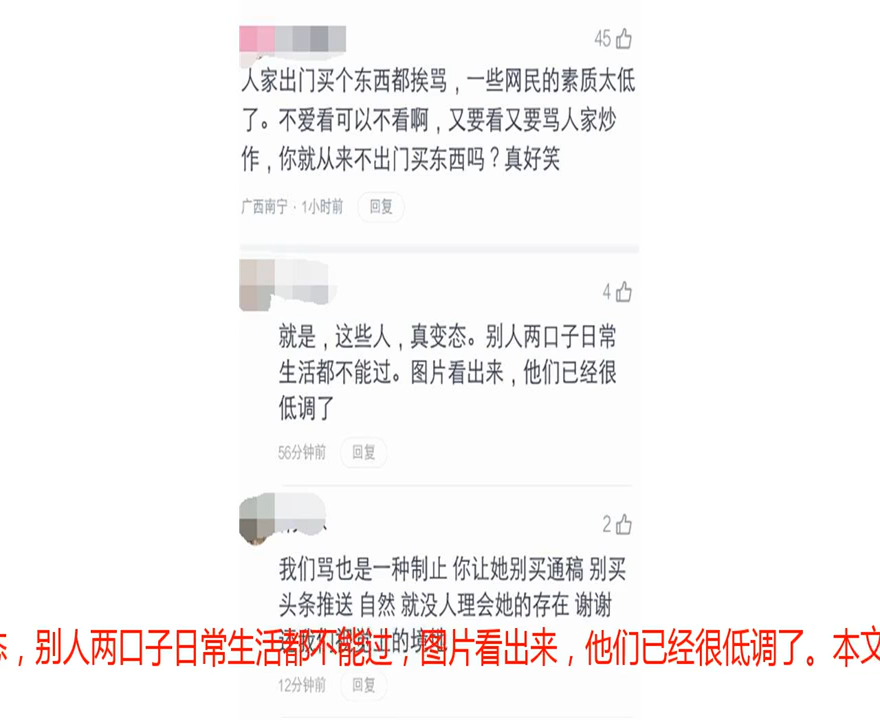 45
人家出门买个东西都挨骂，一些网民的素质太低
了。不爱看可以不看啊，又要看又要骂人家炒
作，你就从来不出门买东西吗？真好笑
广西南宁 · 1小时前 回复
4
就是，这些人，真变态。别人两口子日常
生活都不能过。图片看出来，他们已经很
低调了
56分钟前 回复
2
我们骂也是一种制止 你让她别买通稿 别买
头条推送 自然 就没人理会她的存在 谢谢
态，别人两口子日常生活都不能过，图片看出来，他们已经很低调了。本文
12分钟前 回复